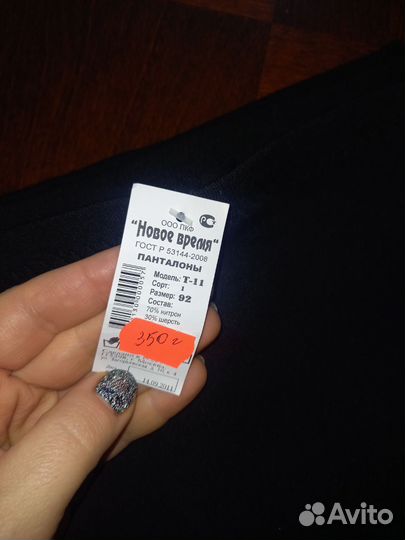 ООО ПКФ
"Новое время"
ГОСТ Р 53144-2008
ПАНТАЛОНЫ
Модель: Т-11
Сорт: 1
Размер: 92
Состав:
70% нитрон
30% шерсть
350 г
14.09.2011
Avito